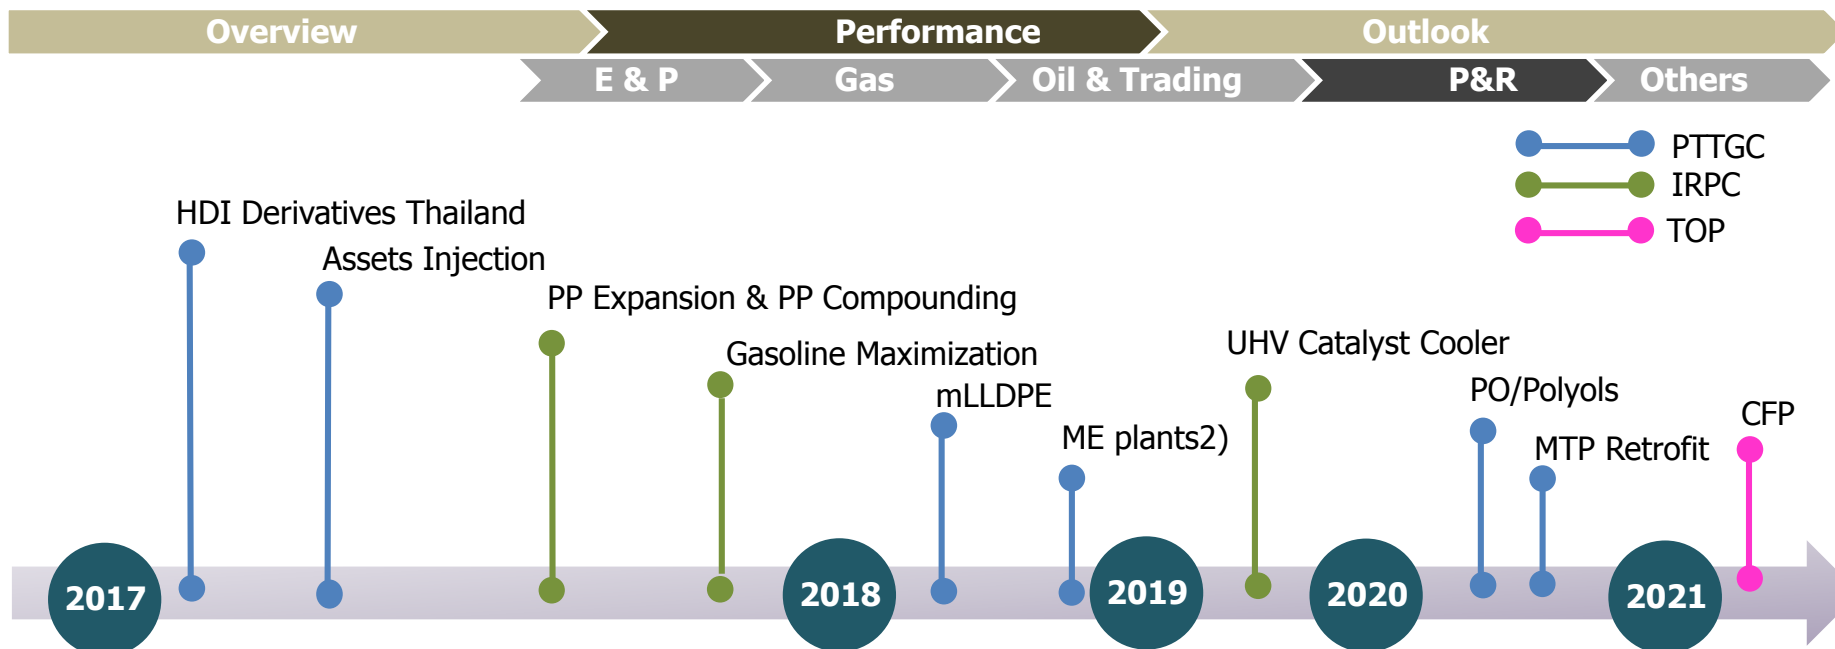 Overview
Performance
Outlook
E & P
Gas
Oil & Trading
P&R
Others
PTTGC
IRPC
TOP
HDI Derivatives Thailand
Assets Injection
PP Expansion & PP Compounding
Gasoline Maximization
mLLDPE
ME plants2)
UHV Catalyst Cooler
PO/Polyols
MTP Retrofit
CFP
2017
2018
2019
2020
2021